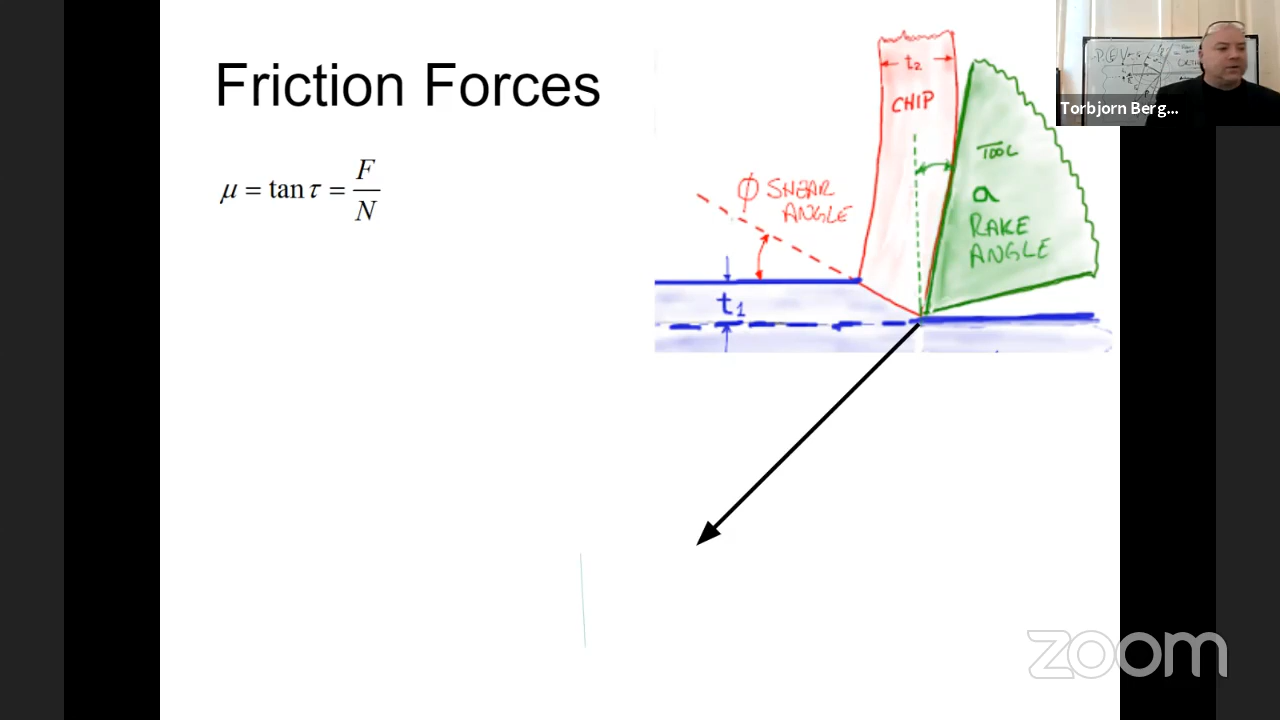 Friction Forces
μ = tan τ = F/N
t₂
CHIP
TOOL
a
RAKE
ANGLE
ϕ SHEAR
ANGLE
t₁
Torbjorn Berg...
zoom